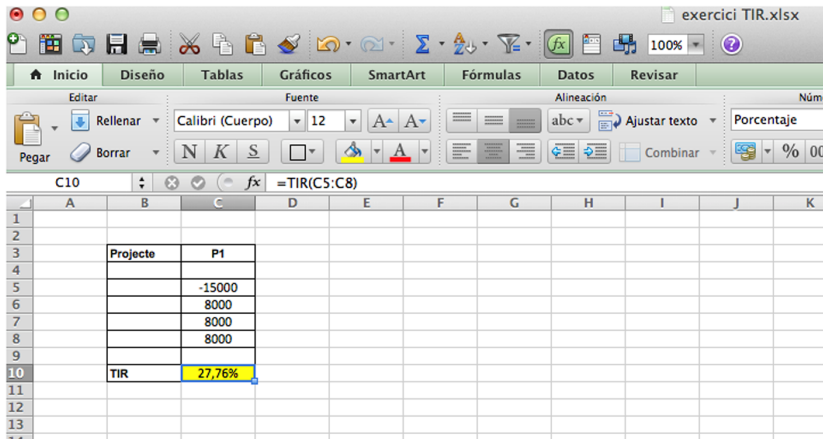 exercici TIR.xlsx
100%
Inicio Diseño Tablas Gráficos SmartArt Fórmulas Datos Revisar
Editar Fuente Alineación Núm
Pegar
Rellenar
Borrar
Calibri (Cuerpo) 12 A A
N K S A
abc Ajustar texto
Combinar
Porcentaje
% 00
C10 fx =TIR(C5:C8)
A B C D E F G H I J K
1
2
3 Projecte P1
4
5 -15000
6 8000
7 8000
8 8000
9
10 TIR 27,76%
11
12
13